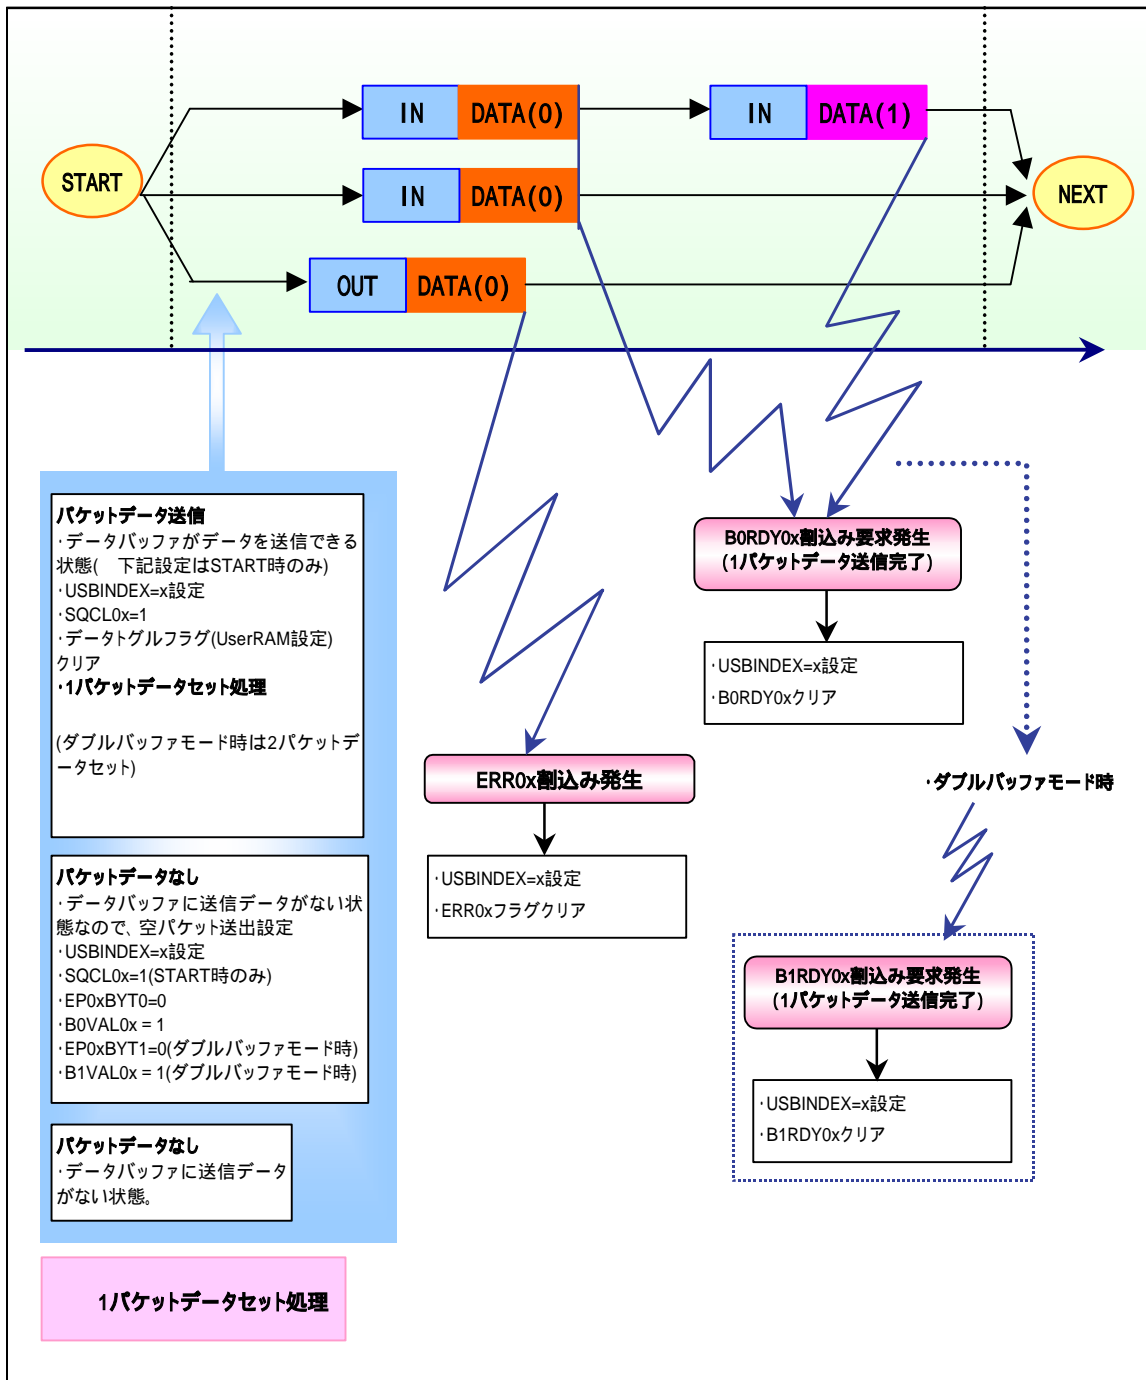 IN DATA(0) IN DATA(1)
START IN DATA(0) NEXT
OUT DATA(0)
パケットデータ送信
・データバッファがデータを送信できる
状態(　下記設定はSTART時のみ)
・USBINDEX=x設定
・SQCL0x=1
・データトグルフラグ(UserRAM設定)
クリア
・1パケットデータセット処理
(ダブルバッファモード時は2パケットデ
ータセット)
パケットデータなし
・データバッファに送信データがない状
態なので、空パケット送出設定
・USBINDEX=x設定
・SQCL0x=1(START時のみ)
・EP0xBYT0=0
・B0VAL0x = 1
・EP0xBYT1=0(ダブルバッファモード時)
・B1VAL0x = 1(ダブルバッファモード時)
パケットデータなし
・データバッファに送信データ
がない状態。
1パケットデータセット処理
ERR0x割込み発生
・USBINDEX=x設定
・ERR0xフラグクリア
B0RDY0x割込み要求発生
(1パケットデータ送信完了)
・USBINDEX=x設定
・B0RDY0xクリア
・ダブルバッファモード時
B1RDY0x割込み要求発生
(1パケットデータ送信完了)
・USBINDEX=x設定
・B1RDY0xクリア